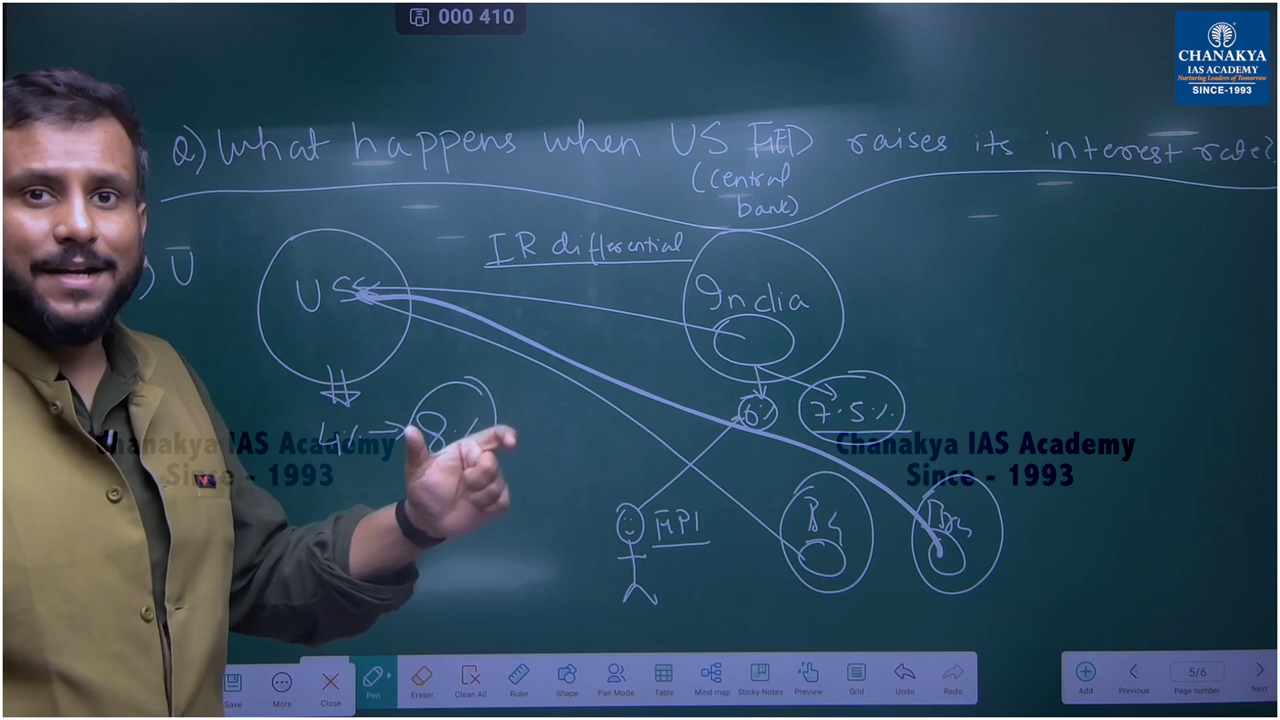 000 410
CHANAKYA
IAS ACADEMY
Nurturing Leaders of Tomorrow
SINCE-1993
Q) What happens when US FED raises its interest rate?
(Central
bank)
IR differential
) U
US
India
4% → 8%
6%
7.5%
FPI
Chanakya IAS Academy
Since - 1993
Chanakya IAS Academy
Since - 1993
Save
More
Close
Pen
Eraser
Clean All
Ruler
Shape
Pair Mode
Table
Mind map
Sticky-Notes
Preview
Grid
Undo
Redo
Add
Previous
5/6
Page number
Next